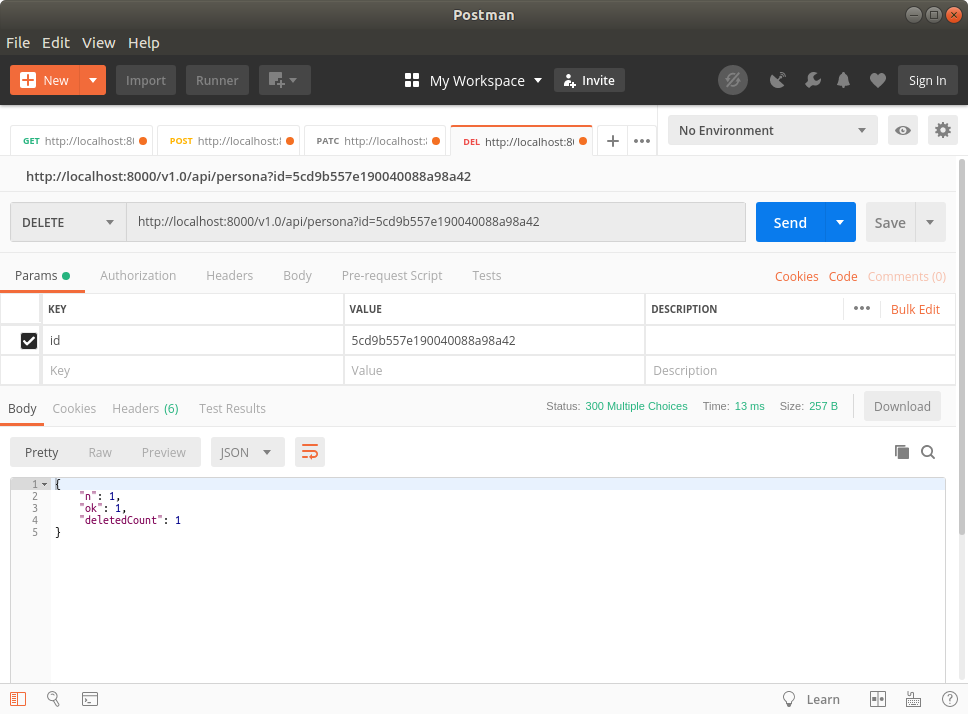 Postman
File Edit View Help
New Import Runner My Workspace Invite Sign In
GET http://localhost:8( POST http://localhost:8 PATC http://localhost: DEL http://localhost:8( No Environment
http://localhost:8000/v1.0/api/persona?id=5cd9b557e190040088a98a42
DELETE http://localhost:8000/v1.0/api/persona?id=5cd9b557e190040088a98a42 Send Save
Params Authorization Headers Body Pre-request Script Tests Cookies Code Comments (0)
KEY VALUE DESCRIPTION Bulk Edit
id 5cd9b557e190040088a98a42
Key Value Description
Body Cookies Headers (6) Test Results Status: 300 Multiple Choices Time: 13 ms Size: 257 B Download
Pretty Raw Preview JSON
1 {
2 "n": 1,
3 "ok": 1,
4 "deletedCount": 1
5 }
Learn